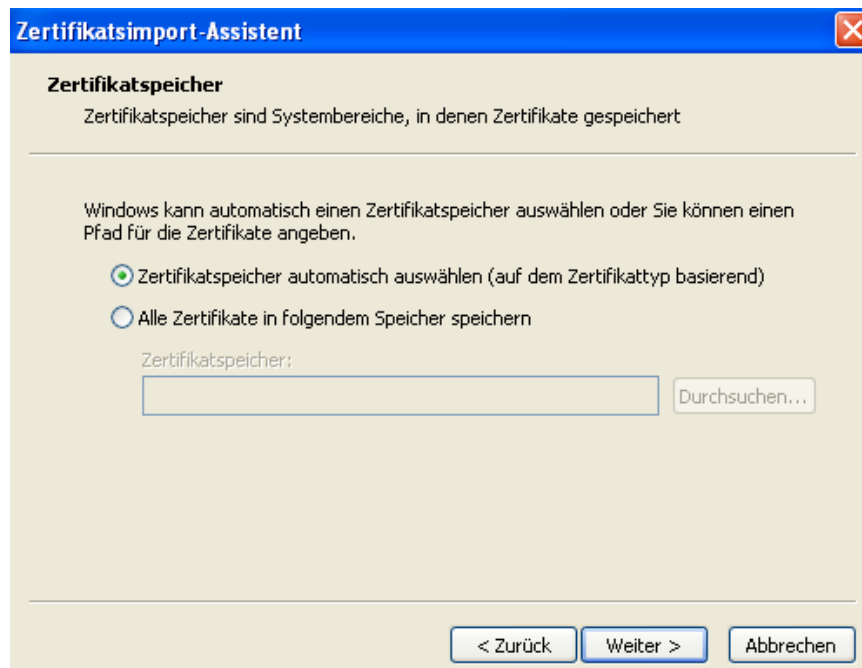 Zertifikatsimport-Assistent
Zertifikatspeicher
Zertifikatspeicher sind Systembereiche, in denen Zertifikate gespeichert
Windows kann automatisch einen Zertifikatspeicher auswählen oder Sie können einen
Pfad für die Zertifikate angeben.
Zertifikatspeicher automatisch auswählen (auf dem Zertifikattyp basierend)
Alle Zertifikate in folgendem Speicher speichern
Zertifikatspeicher:
Durchsuchen...
< Zurück Weiter > Abbrechen